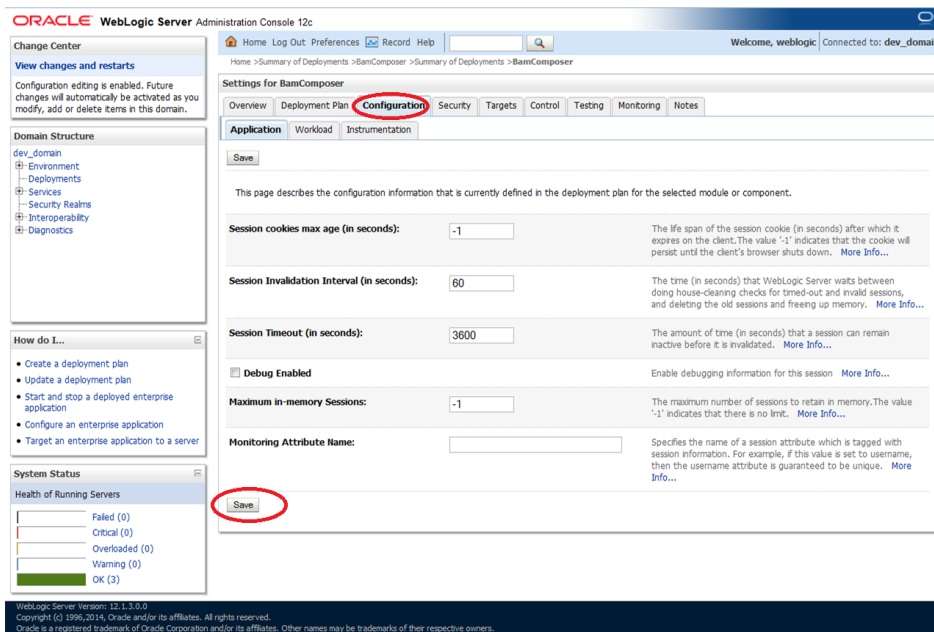 ORACLE WebLogic Server Administration Console 12c
Change Center
View changes and restarts
Configuration editing is enabled. Future
changes will automatically be activated as you
modify, add or delete items in this domain.
Domain Structure
dev_domain
Environment
Deployments
Services
Security Realms
Interoperability
Diagnostics
How do I...
Create a deployment plan
Update a deployment plan
Start and stop a deployed enterprise
application
Configure an enterprise application
Target an enterprise application to a server
System Status
Health of Running Servers
Failed (0)
Critical (0)
Overloaded (0)
Warning (0)
OK (3)
Home Log Out Preferences Record Help
Welcome, weblogic Connected to: dev_domai
Home >Summary of Deployments >BamComposer >Summary of Deployments >BamComposer
Settings for BamComposer
Overview Deployment Plan Configuration Security Targets Control Testing Monitoring Notes
Application Workload Instrumentation
Save
This page describes the configuration information that is currently defined in the deployment plan for the selected module or component.
Session cookies max age (in seconds):
-1
The life span of the session cookie (in seconds) after which it
expires on the client.The value '-1' indicates that the cookie will
persist until the client's browser shuts down. More Info...
Session Invalidation Interval (in seconds):
60
The time (in seconds) that WebLogic Server waits between
doing house-cleaning checks for timed-out and invalid sessions,
and deleting the old sessions and freeing up memory. More Info...
Session Timeout (in seconds):
3600
The amount of time (in seconds) that a session can remain
inactive before it is invalidated. More Info...
Debug Enabled
Enable debugging information for this session More Info...
Maximum in-memory Sessions:
-1
The maximum number of sessions to retain in memory.The value
'-1' indicates that there is no limit. More Info...
Monitoring Attribute Name:
Specifies the name of a session attribute which is tagged with
session information. For example, if this value is set to username,
then the username attribute is guaranteed to be unique. More
Info...
Save
WebLogic Server Version: 12.1.3.0.0
Copyright (c) 1996,2014, Oracle and/or its affiliates. All rights reserved.
Oracle is a registered trademark of Oracle Corporation and/or its affiliates. Other names may be trademarks of their respective owners.